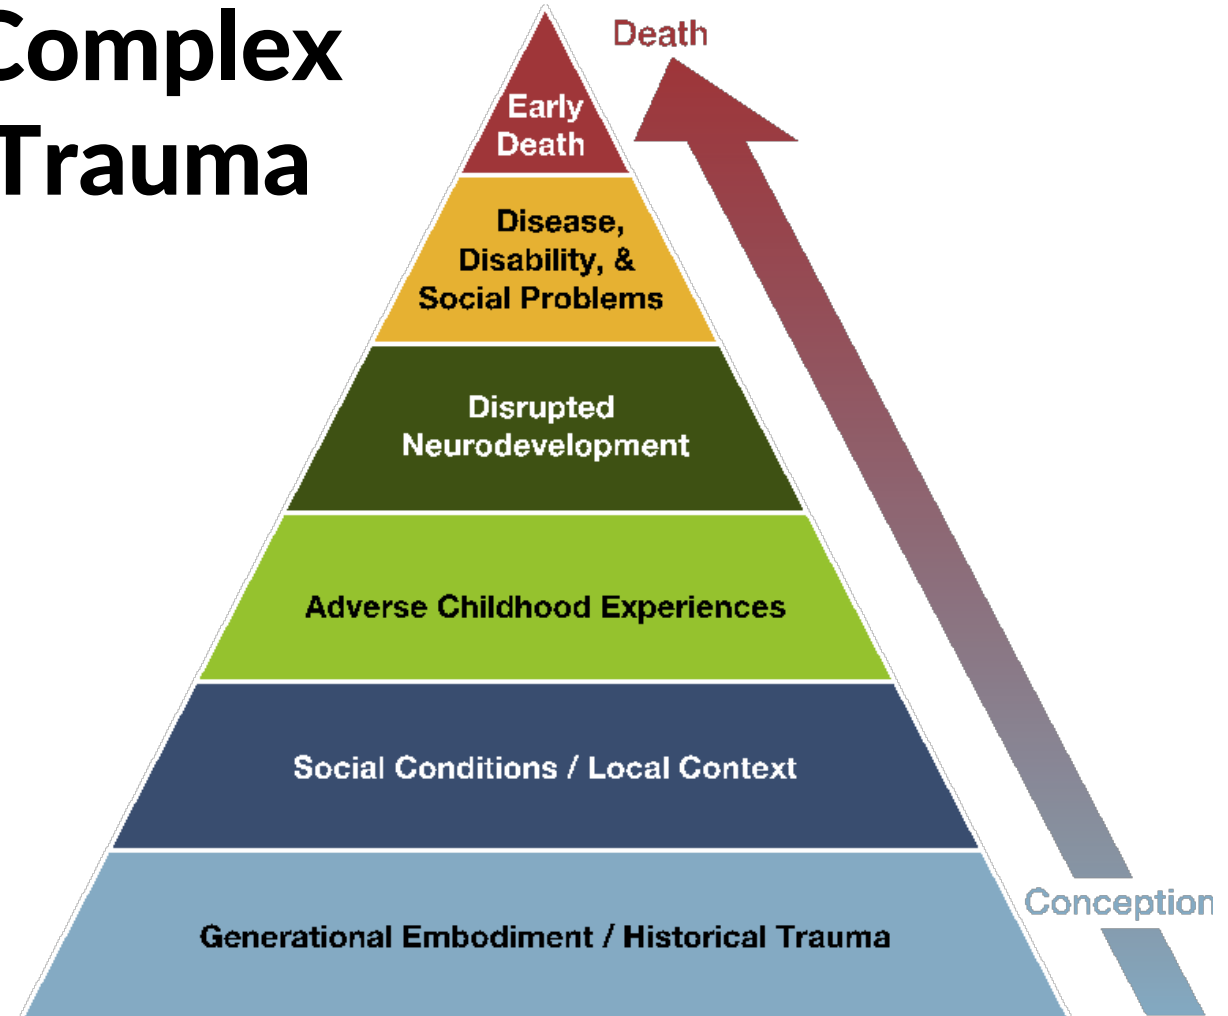 Complex
Trauma
Death
Early
Death
Disease,
Disability, &
Social Problems
Disrupted
Neurodevelopment
Adverse Childhood Experiences
Social Conditions / Local Context
Conception
Generational Embodiment / Historical Trauma